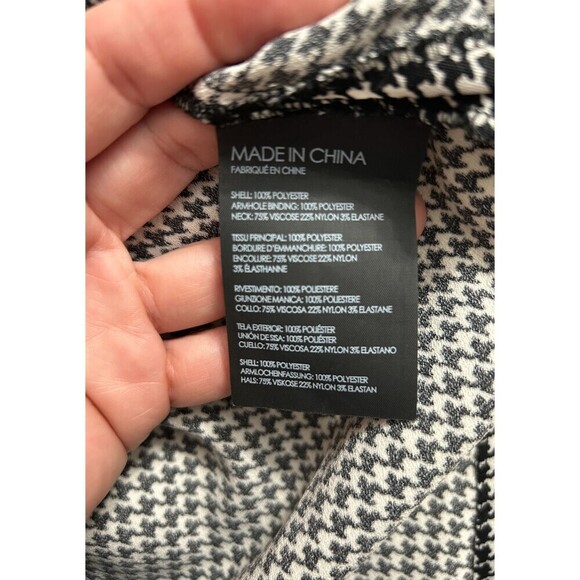 MADE IN CHINA
FABRIQUÉ EN CHINE
SHELL: 100% POLYESTER
ARMHOLE BINDING: 100% POLYESTER
NECK: 75% VISCOSE 22% NYLON 3% ELASTANE
TISSU PRINCIPAL: 100% POLYESTER
BORDURE D'EMMANCHURE: 100% POLYESTER
ENCOLURE: 75% VISCOSE 22% NYLON
3% ÉLASTHANNE
RIVESTIMENTO: 100% POLIESTERE
GIUNZIONE MANICA: 100% POLIESTERE
COLLO: 75% VISCOSA 22% NYLON 3% ELASTANE
TELA EXTERIOR: 100% POLIÉSTER
UNIÓN DE SISA: 100% POLIÉSTER
CUELLO: 75% VISCOSA 22% NYLON 3% ELASTANO
SHELL: 100% POLYESTER
ARMLOCHEINFASSUNG: 100% POLYESTER
HALS: 75% VISKOSE 22% NYLON 3% ELASTAN